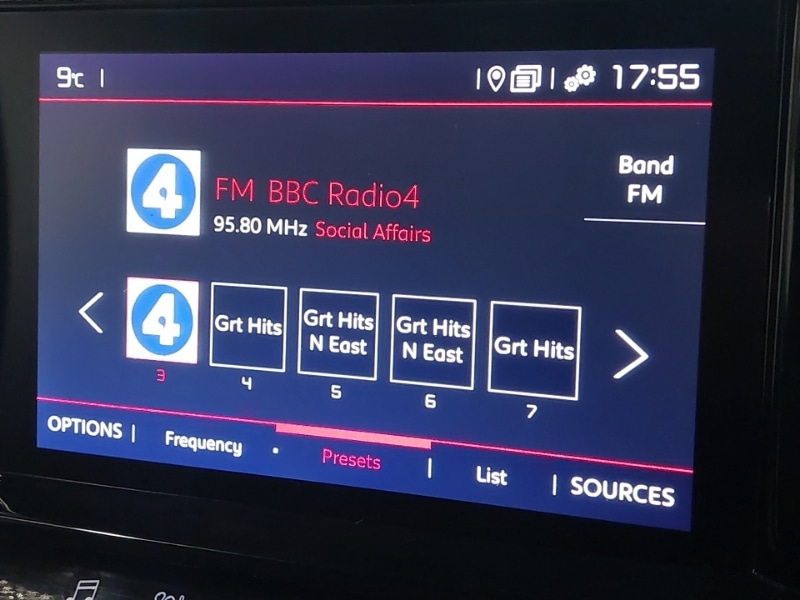 9°C
17:55
Band
FM
4
FM BBC Radio4
95.80 MHz Social Affairs
4
Grt Hits
Grt Hits
N East
Grt Hits
N East
Grt Hits
3
4
5
6
7
OPTIONS
Frequency
Presets
List
SOURCES